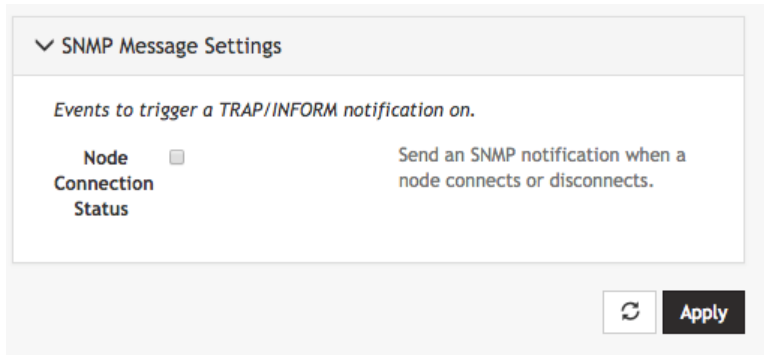 SNMP Message Settings
Events to trigger a TRAP/INFORM notification on.
Node
Connection
Status
Send an SNMP notification when a
node connects or disconnects.
Apply